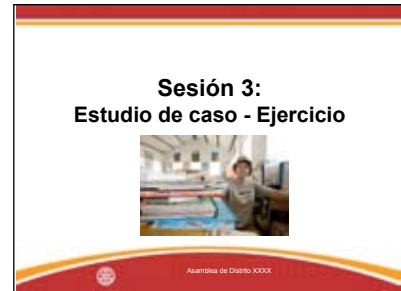 Sesión 3:
Estudio de caso - Ejercicio
Asamblea de Distrito XXXX